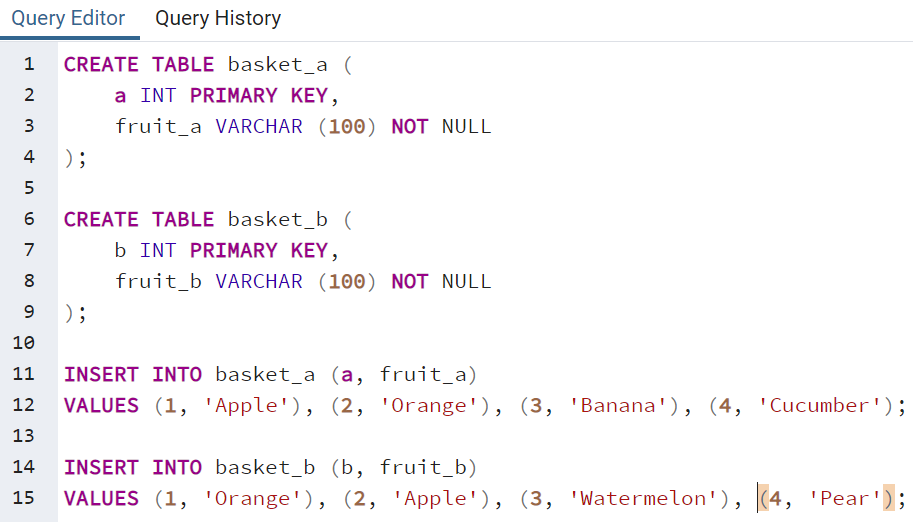 Query Editor Query History
1 CREATE TABLE basket_a (
2 a INT PRIMARY KEY,
3 fruit_a VARCHAR (100) NOT NULL
4 );
5
6 CREATE TABLE basket_b (
7 b INT PRIMARY KEY,
8 fruit_b VARCHAR (100) NOT NULL
9 );
10
11 INSERT INTO basket_a (a, fruit_a)
12 VALUES (1, 'Apple'), (2, 'Orange'), (3, 'Banana'), (4, 'Cucumber');
13
14 INSERT INTO basket_b (b, fruit_b)
15 VALUES (1, 'Orange'), (2, 'Apple'), (3, 'Watermelon'), (4, 'Pear');